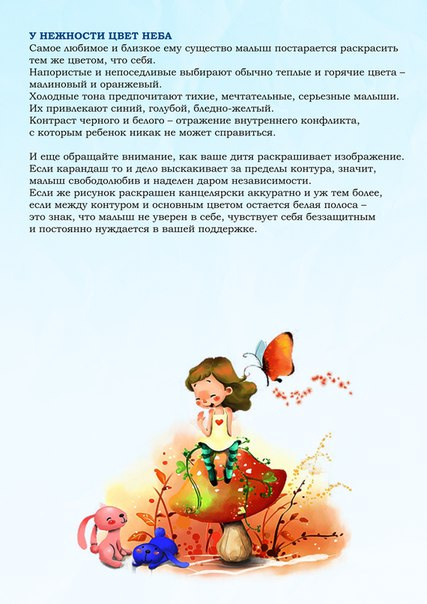 У НЕЖНОСТИ ЦВЕТ НЕБА
Самое любимое и близкое ему существо малыш постарается раскрасить
тем же цветом, что себя.
Напористые и непоседливые выбирают обычно теплые и горячие цвета –
малиновый и оранжевый.
Холодные тона предпочитают тихие, мечтательные, серьезные малыши.
Их привлекают синий, голубой, бледно-желтый.
Контраст черного и белого – отражение внутреннего конфликта,
с которым ребенок никак не может справиться.
И еще обращайте внимание, как ваше дитя раскрашивает изображение.
Если карандаш то и дело выскакивает за пределы контура, значит,
малыш свободолюбив и наделен даром независимости.
Если же рисунок раскрашен канцелярски аккуратно и уж тем более,
если между контуром и основным цветом остается белая полоса –
это знак, что малыш не уверен в себе, чувствует себя беззащитным
и постоянно нуждается в вашей поддержке.